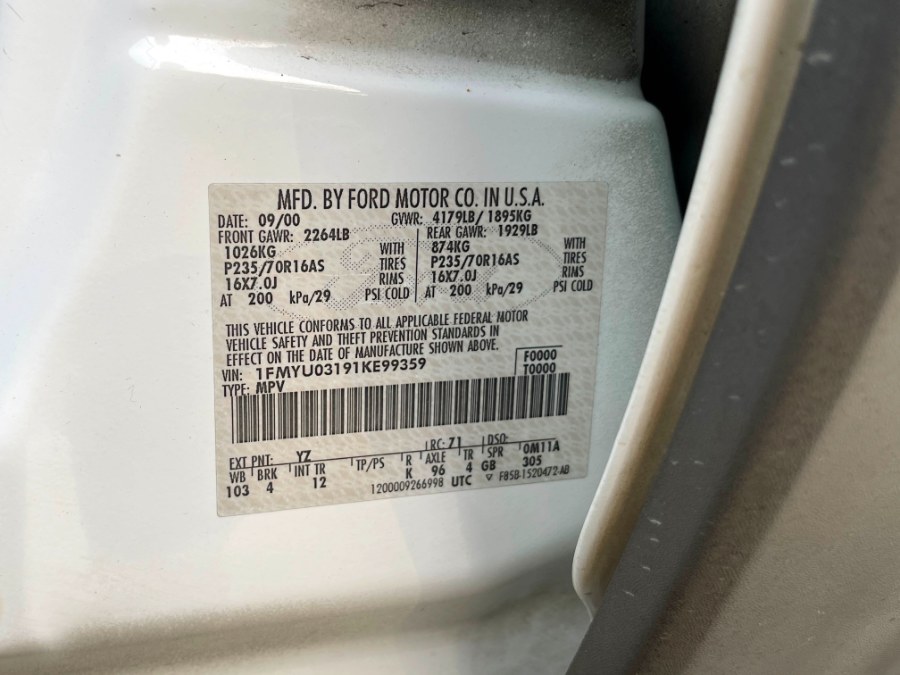 MFD. BY FORD MOTOR CO. IN U.S.A.
DATE: 09/00 GVWR: 4179LB/ 1895KG
FRONT GAWR: 2264LB REAR GAWR: 1929LB
1026KG WITH 874KG WITH
P235/70R16AS TIRES P235/70R16AS TIRES
16X7.0J RIMS 16X7.0J RIMS
AT 200 kPa/29 PSI COLD AT 200 kPa/29 PSI COLD
THIS VEHICLE CONFORMS TO ALL APPLICABLE FEDERAL MOTOR
VEHICLE SAFETY AND THEFT PREVENTION STANDARDS IN
EFFECT ON THE DATE OF MANUFACTURE SHOWN ABOVE.
VIN: 1FMYU03191KE99359 F0000
TYPE: MPV T0000
EXT PNT: YZ RC: 71 DSO:
WB BRK INT TR TP/PS R AXLE TR SPR 0M11A
103 4 12 K 96 4 GB 305
1200009266998 UTC ▽ F85B-1520472-AB